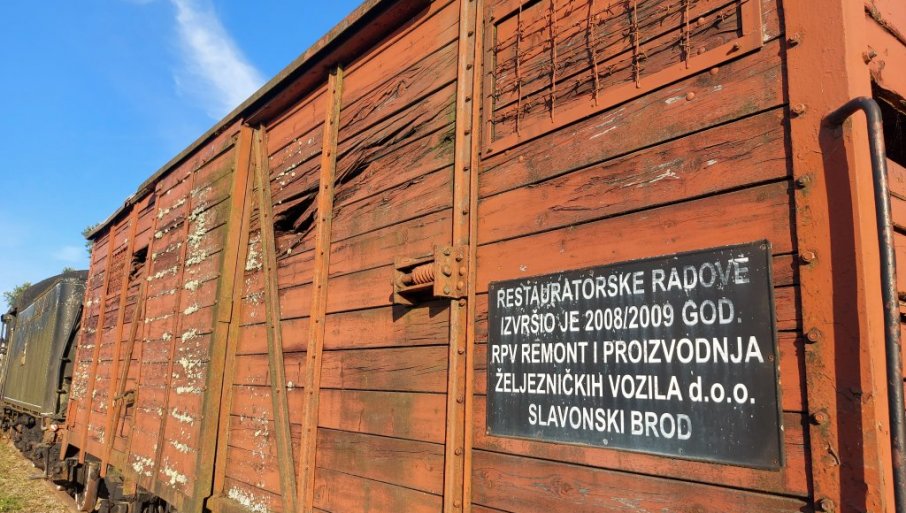 RESTAURATORSKE RADOVE
IZVRŠIO JE 2008/2009 GOD.
RPV REMONT I PROIZVODNJA
ŽELJEZNIČKIH VOZILA d.o.o.
SLAVONSKI BROD